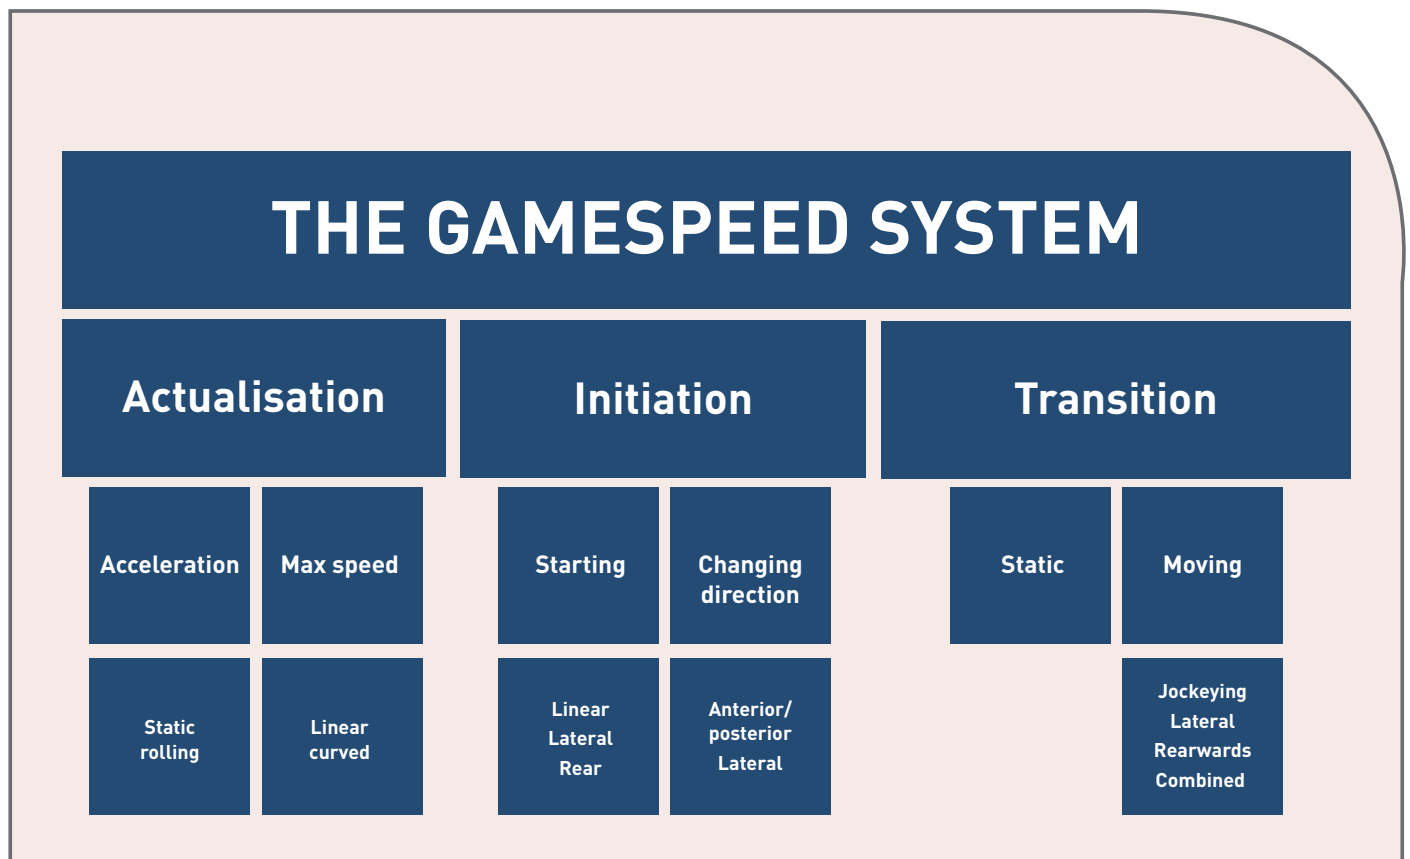 THE GAMESPEED SYSTEM
Actualisation
Initiation
Transition
Acceleration
Max speed
Starting
Changing
direction
Static
Moving
Static
rolling
Linear
curved
Linear
Lateral
Rear
Anterior/
posterior
Lateral
Jockeying
Lateral
Rearwards
Combined